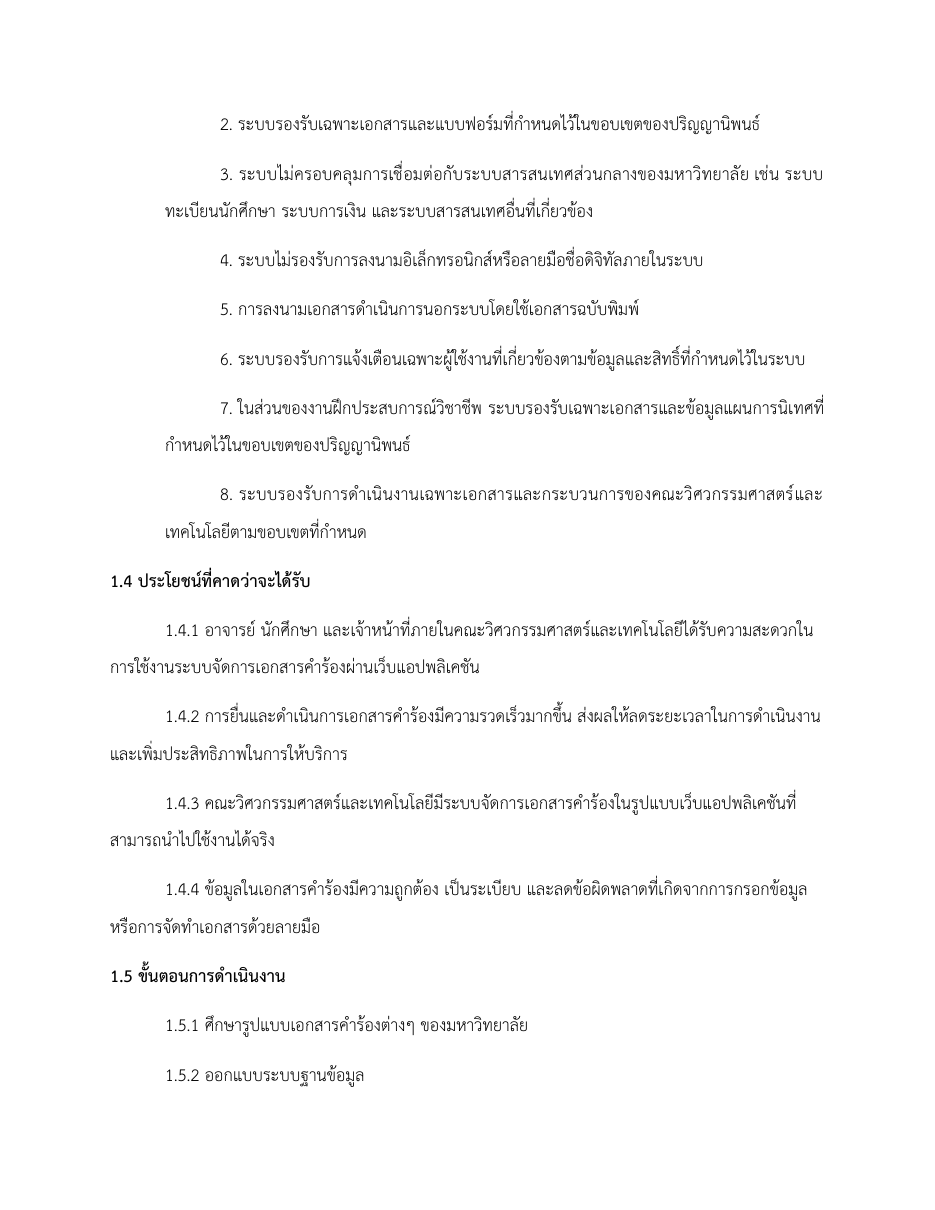 2. ระบบรองรับเฉพาะเอกสารและแบบฟอร์มที่กำหนดไว้ในขอบเขตของปริญญานิพนธ์
3. ระบบไม่ครอบคลุมการเชื่อมต่อกับระบบสารสนเทศส่วนกลางของมหาวิทยาลัย เช่น ระบบ
ทะเบียนนักศึกษา ระบบการเงิน และระบบสารสนเทศอื่นที่เกี่ยวข้อง
4. ระบบไม่รองรับการลงนามอิเล็กทรอนิกส์หรือลายมือชื่อดิจิทัลภายในระบบ
5. การลงนามเอกสารดำเนินการนอกระบบโดยใช้เอกสารฉบับพิมพ์
6. ระบบรองรับการแจ้งเตือนเฉพาะผู้ใช้งานที่เกี่ยวข้องตามข้อมูลและสิทธิ์ที่กำหนดไว้ในระบบ
7. ในส่วนของงานฝึกประสบการณ์วิชาชีพ ระบบรองรับเฉพาะเอกสารและข้อมูลแผนการนิเทศที่
กำหนดไว้ในขอบเขตของปริญญานิพนธ์
8. ระบบรองรับการดำเนินงานเฉพาะเอกสารและกระบวนการของคณะวิศวกรรมศาสตร์และ
เทคโนโลยีตามขอบเขตที่กำหนด
1.4 ประโยชน์ที่คาดว่าจะได้รับ
1.4.1 อาจารย์ นักศึกษา และเจ้าหน้าที่ภายในคณะวิศวกรรมศาสตร์และเทคโนโลยีได้รับความสะดวกใน
การใช้งานระบบจัดการเอกสารคำร้องผ่านเว็บแอปพลิเคชัน
1.4.2 การยื่นและดำเนินการเอกสารคำร้องมีความรวดเร็วมากขึ้น ส่งผลให้ลดระยะเวลาในการดำเนินงาน
และเพิ่มประสิทธิภาพในการให้บริการ
1.4.3 คณะวิศวกรรมศาสตร์และเทคโนโลยีมีระบบจัดการเอกสารคำร้องในรูปแบบเว็บแอปพลิเคชันที่
สามารถนำไปใช้งานได้จริง
1.4.4 ข้อมูลในเอกสารคำร้องมีความถูกต้อง เป็นระเบียบ และลดข้อผิดพลาดที่เกิดจากการกรอกข้อมูล
หรือการจัดทำเอกสารด้วยลายมือ
1.5 ขั้นตอนการดำเนินงาน
1.5.1 ศึกษารูปแบบเอกสารคำร้องต่างๆ ของมหาวิทยาลัย
1.5.2 ออกแบบระบบฐานข้อมูล